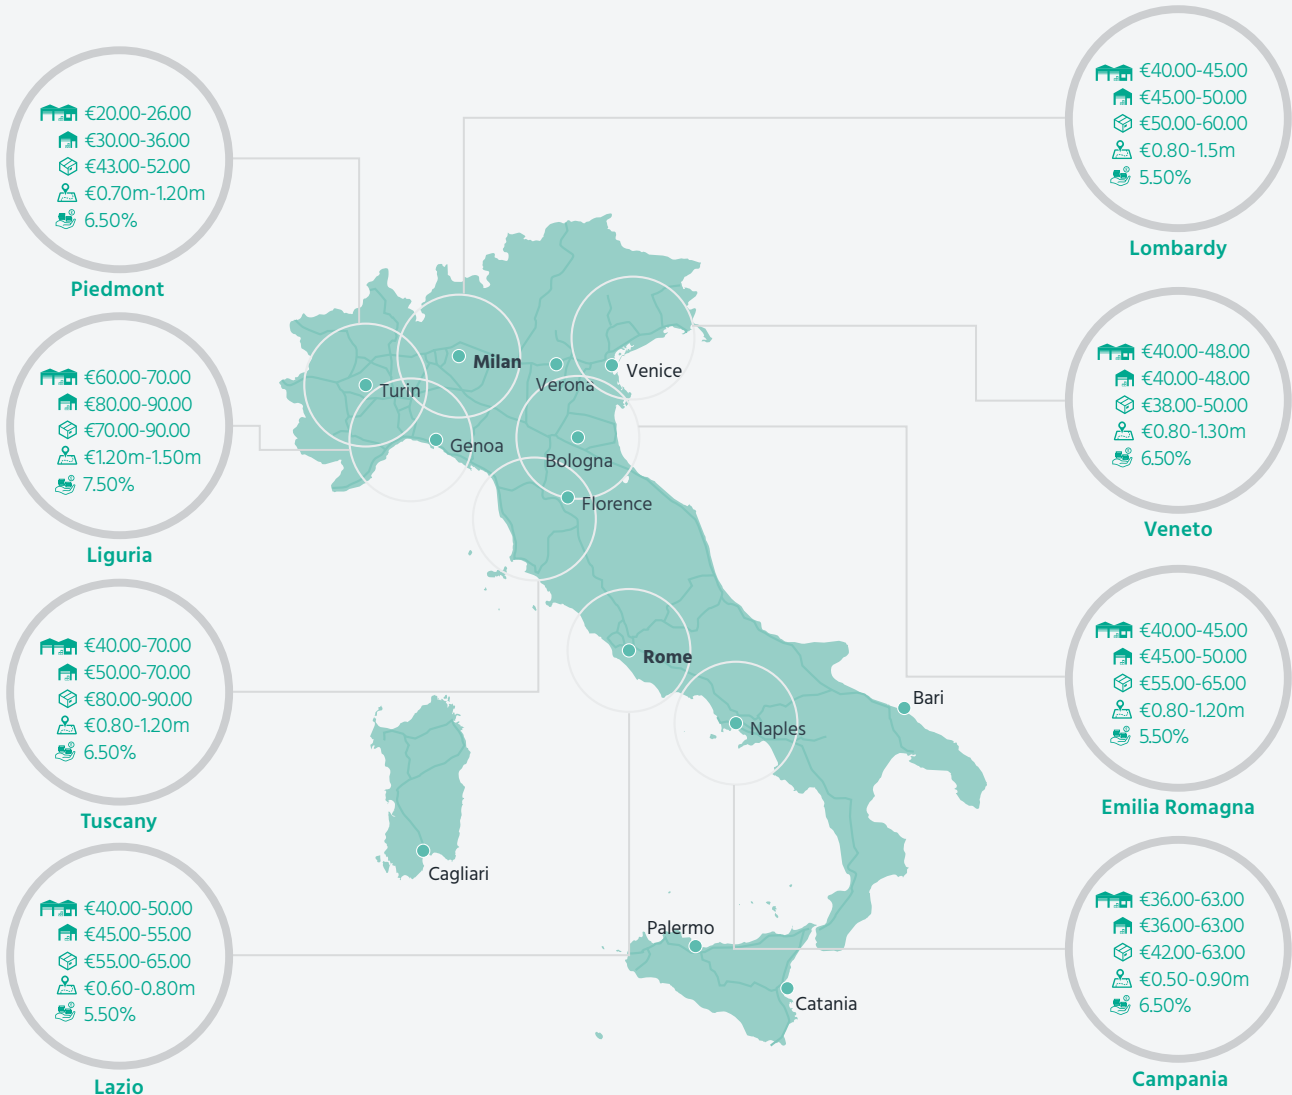 €20.00-26.00
€30.00-36.00
€43.00-52.00
€0.70m-1.20m
6.50%
Piedmont
€60.00-70.00
€80.00-90.00
€70.00-90.00
€1.20m-1.50m
7.50%
Liguria
€40.00-70.00
€50.00-70.00
€80.00-90.00
€0.80-1.20m
6.50%
Tuscany
€40.00-50.00
€45.00-55.00
€55.00-65.00
€0.60-0.80m
5.50%
Lazio
Milan
Turin
Verona
Venice
Genoa
Bologna
Florence
Rome
Naples
Bari
Cagliari
Palermo
Catania
€40.00-45.00
€45.00-50.00
€50.00-60.00
€0.80-1.5m
5.50%
Lombardy
€40.00-48.00
€40.00-48.00
€38.00-50.00
€0.80-1.30m
6.50%
Veneto
€40.00-45.00
€45.00-50.00
€55.00-65.00
€0.80-1.20m
5.50%
Emilia Romagna
€36.00-63.00
€36.00-63.00
€42.00-63.00
€0.50-0.90m
6.50%
Campania